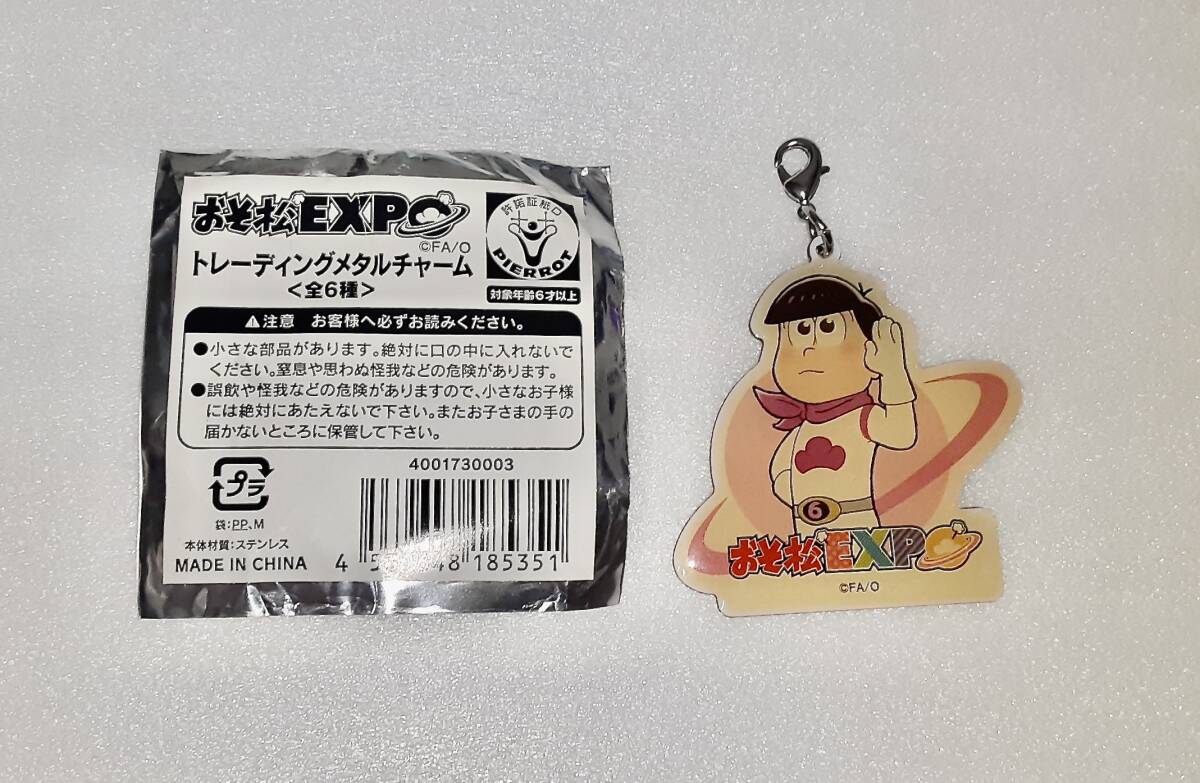 おそ松EXPO
©FA/O
許諾証紙口
PIERROT
トレーディングメタルチャーム
<全6種>
対象年齢6才以上
⚠注意 お客様へ必ずお読みください。
●小さな部品があります。絶対に口の中に入れないで
ください。窒息や思わぬ怪我などの危険があります。
●誤飲や怪我などの危険がありますので、小さなお子様
には絶対にあたえないで下さい。またお子さまの手の
届かないところに保管して下さい。
プラ
袋:PP、M
本体材質:ステンレス
MADE IN CHINA
4001730003
185351
6
おそ松EXPO
©FA/O